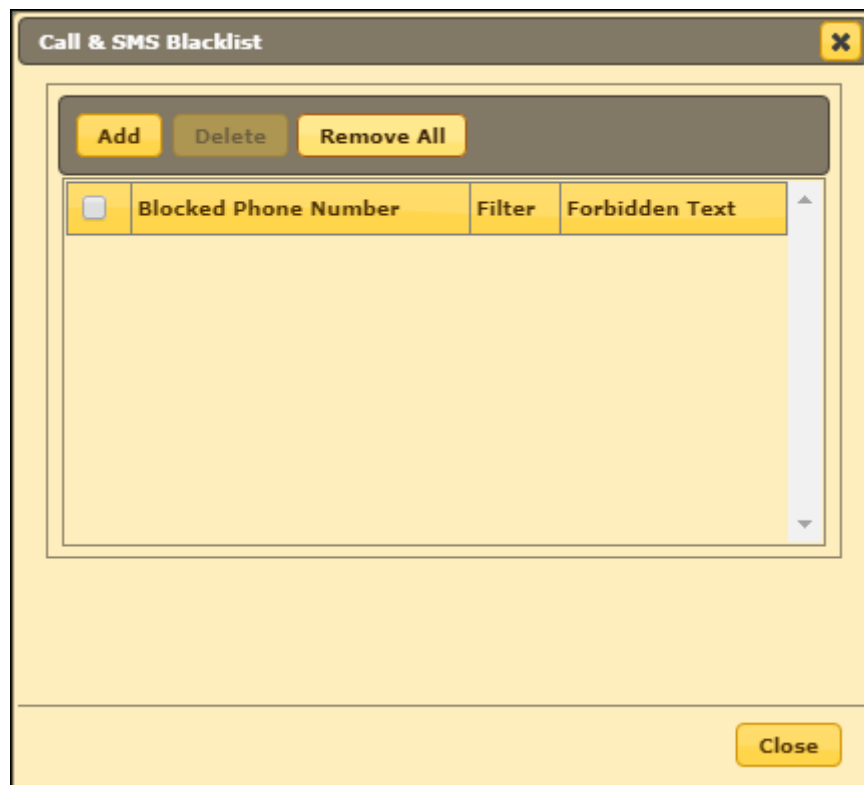 Call & SMS Blacklist
Add Delete Remove All
Blocked Phone Number Filter Forbidden Text
Close